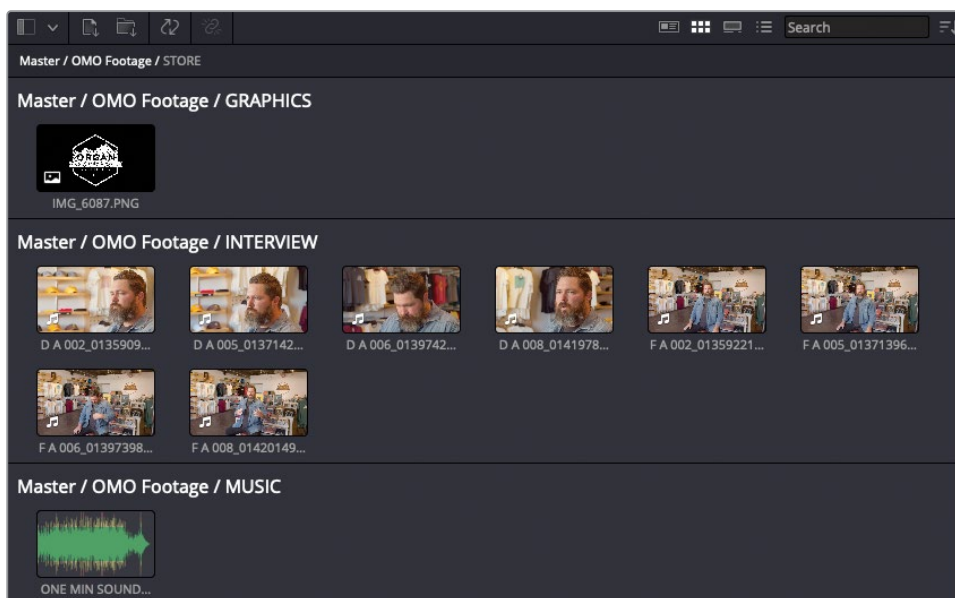 Search
Master / OMO Footage / STORE
Master / OMO Footage / GRAPHICS
ORGAN
IMG_6087.PNG
Master / OMO Footage / INTERVIEW
D A 002_0135909...
D A 005_0137142...
D A 006_0139742...
D A 008_0141978...
F A 002_01359221...
F A 005_01371396...
F A 006_01397398...
F A 008_01420149...
Master / OMO Footage / MUSIC
ONE MIN SOUND...